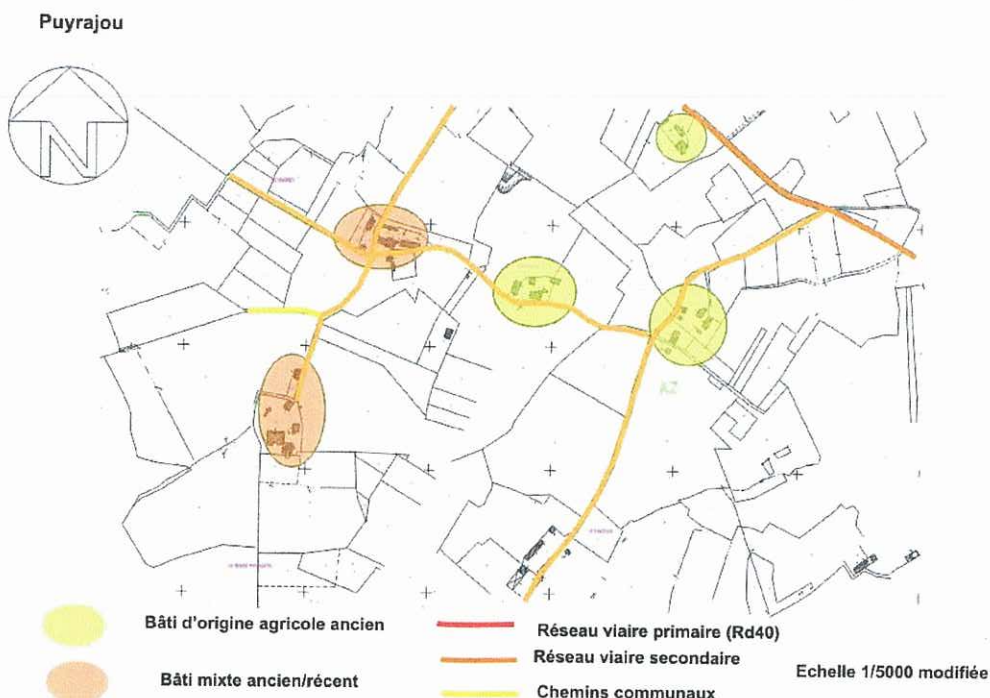 Puyrajou
N
AZ
Bâti d'origine agricole ancien
Bâti mixte ancien/récent
Réseau viaire primaire (Rd40)
Réseau viaire secondaire
Chemins communaux
Echelle 1/5000 modifiée